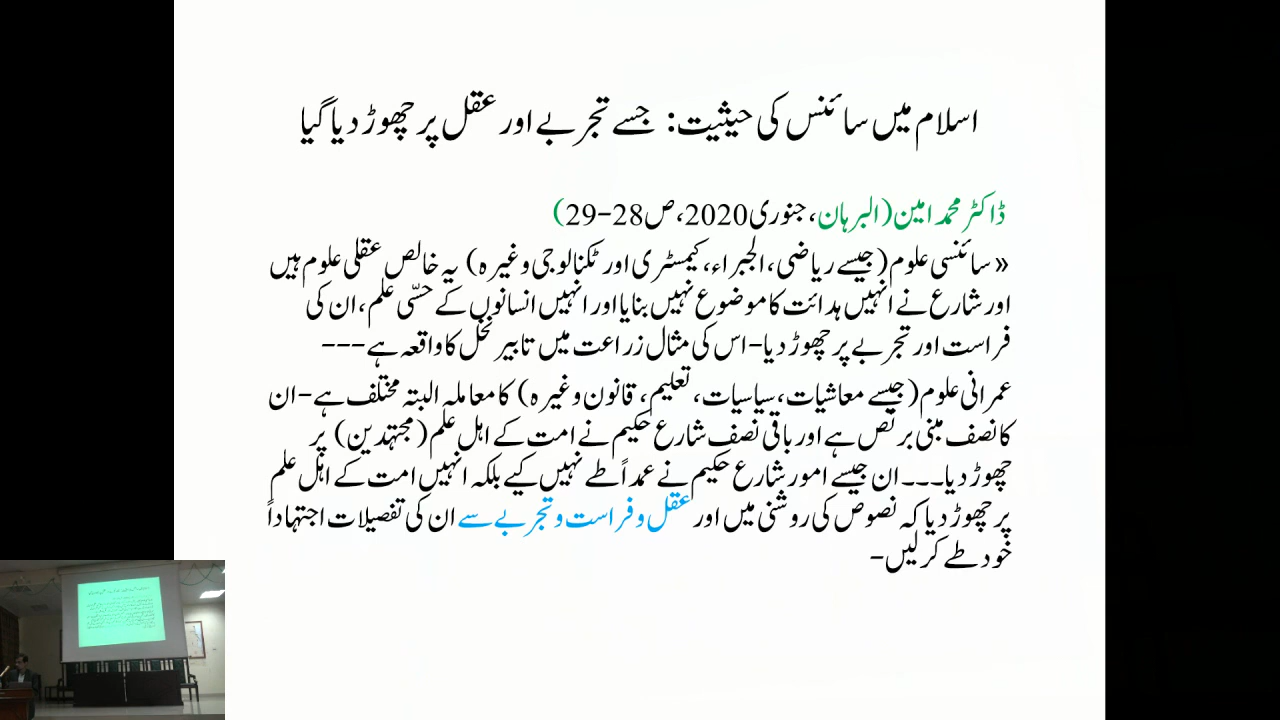 اسلام میں سائنس کی حیثیت: جسے تجربے اور عقل پر چھوڑ دیا گیا
ڈاکٹر محمد امین (البرہان، جنوری 2020، ص 28-29)
» سائنسی علوم (جیسے ریاضی، الجبراء، کیمسٹری اور ٹکنالوجی وغیرہ) یہ خالص عقلی علوم ہیں
اور شارع نے انہیں ہدائت کا موضوع نہیں بنایا اور انہیں انسانوں کے حسّی علم، ان کی
فراست اور تجربے پر چھوڑ دیا- اس کی مثال زراعت میں تابیر نخل کا واقعہ ہے ---
عمرانی علوم (جیسے معاشیات، سیاسیات، تعلیم، قانون وغیرہ) کا معاملہ البتہ مختلف ہے- ان
کا نصف مبنی بر نص ہے اور باقی نصف شارع حکیم نے امت کے اہل علم (مجتہدین) پر
چھوڑ دیا۔۔۔ ان جیسے امور شارع حکیم نے عمداً طے نہیں کیے بلکہ انہیں امت کے اہل علم
پر چھوڑ دیا کہ نصوص کی روشنی میں اور عقل و فراست و تجربے سے ان کی تفصیلات اجتہاداً
خود طے کر لیں-